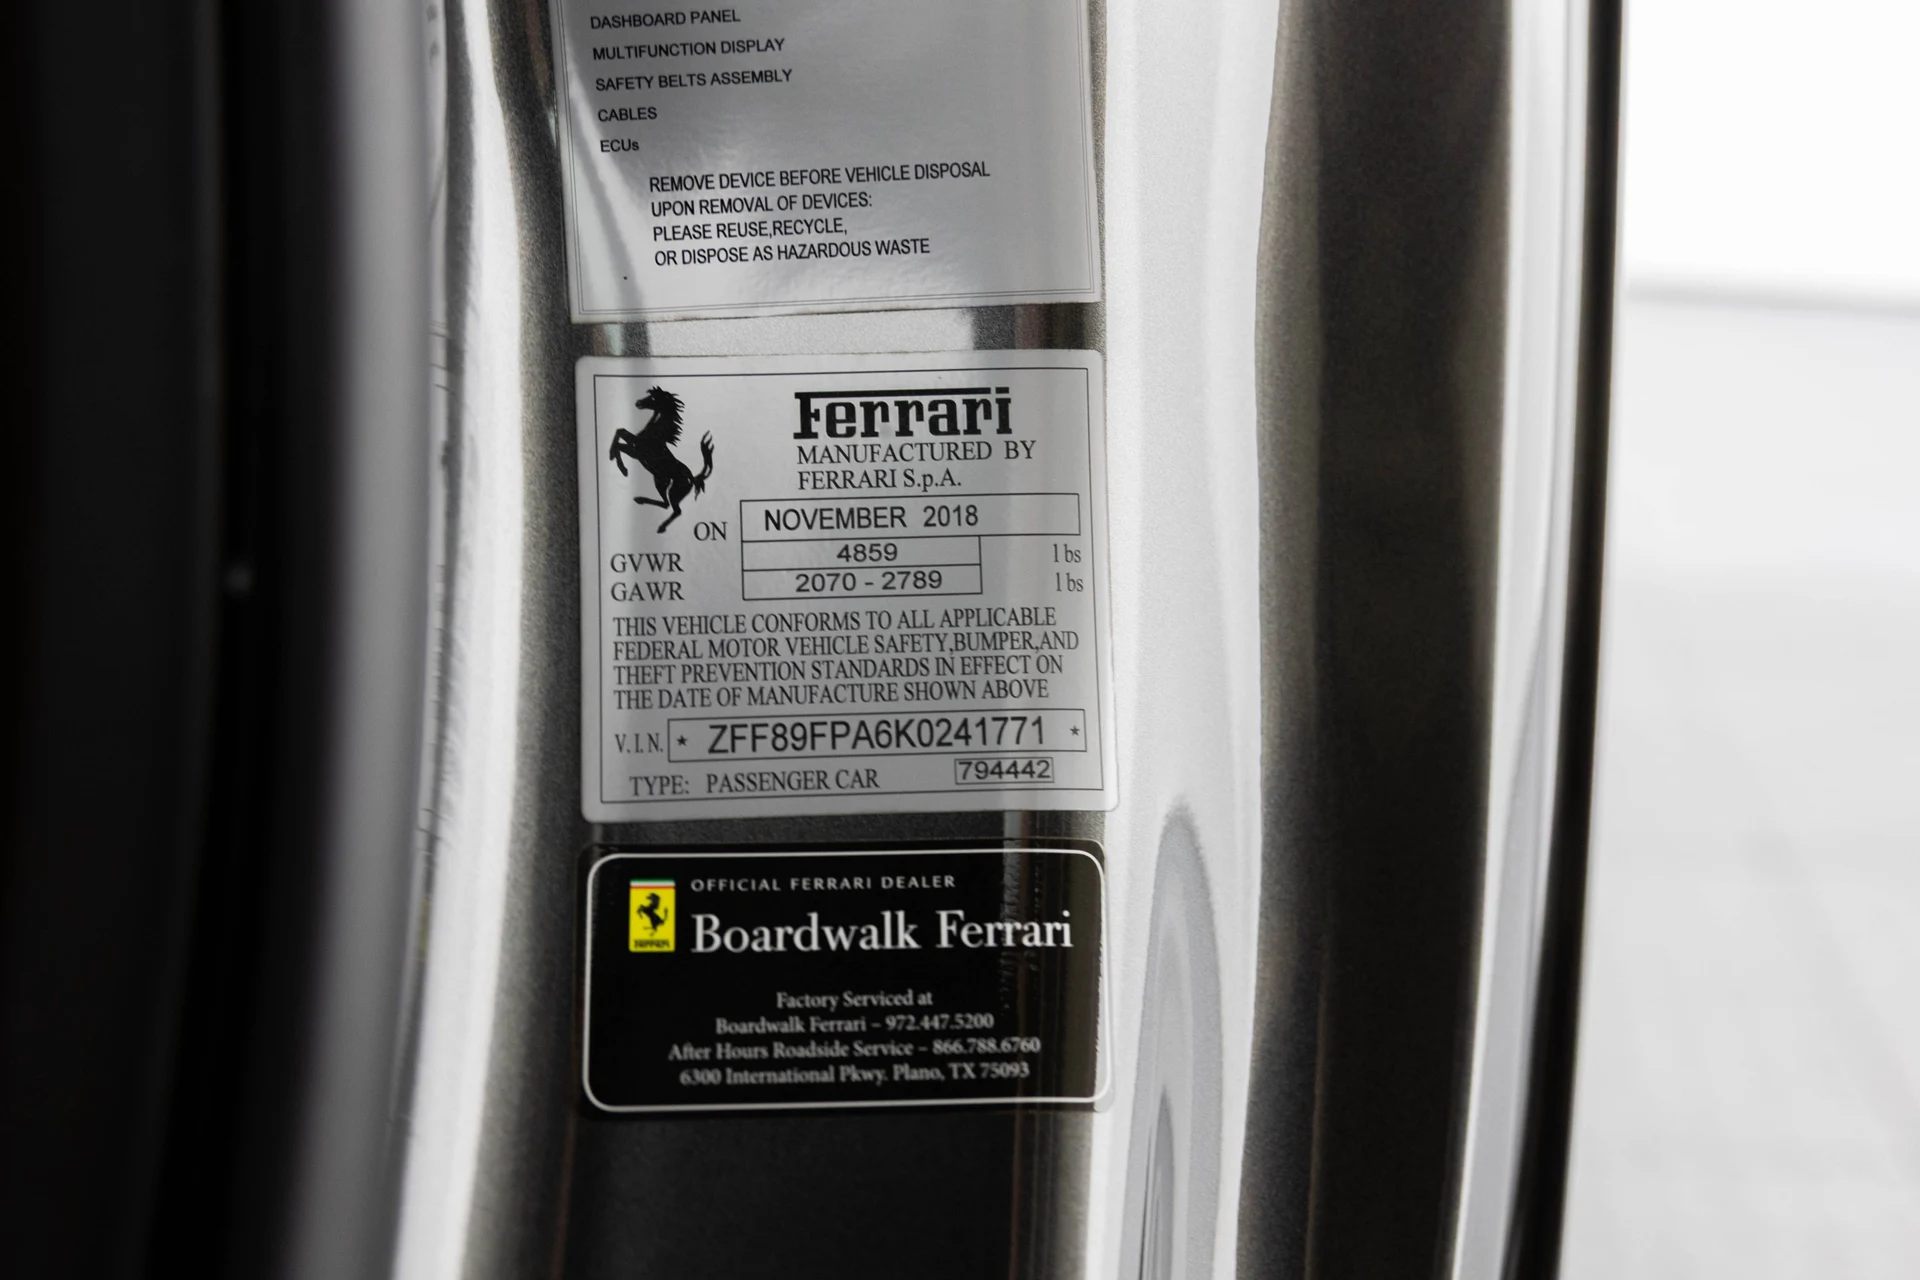 DASHBOARD PANEL
MULTIFUNCTION DISPLAY
SAFETY BELTS ASSEMBLY
CABLES
ECUs
REMOVE DEVICE BEFORE VEHICLE DISPOSAL
UPON REMOVAL OF DEVICES:
PLEASE REUSE,RECYCLE,
OR DISPOSE AS HAZARDOUS WASTE
Ferrari
MANUFACTURED BY
FERRARI S.p.A.
ON NOVEMBER 2018
GVWR 4859 lbs
GAWR 2070 - 2789 lbs
THIS VEHICLE CONFORMS TO ALL APPLICABLE
FEDERAL MOTOR VEHICLE SAFETY,BUMPER,AND
THEFT PREVENTION STANDARDS IN EFFECT ON
THE DATE OF MANUFACTURE SHOWN ABOVE
V.I.N. * ZFF89FPA6K0241771 *
TYPE: PASSENGER CAR 794442
OFFICIAL FERRARI DEALER
Ferrari
Boardwalk Ferrari
Factory Serviced at
Boardwalk Ferrari – 972.447.5200
After Hours Roadside Service – 866.788.6760
6300 International Pkwy. Plano, TX 75093